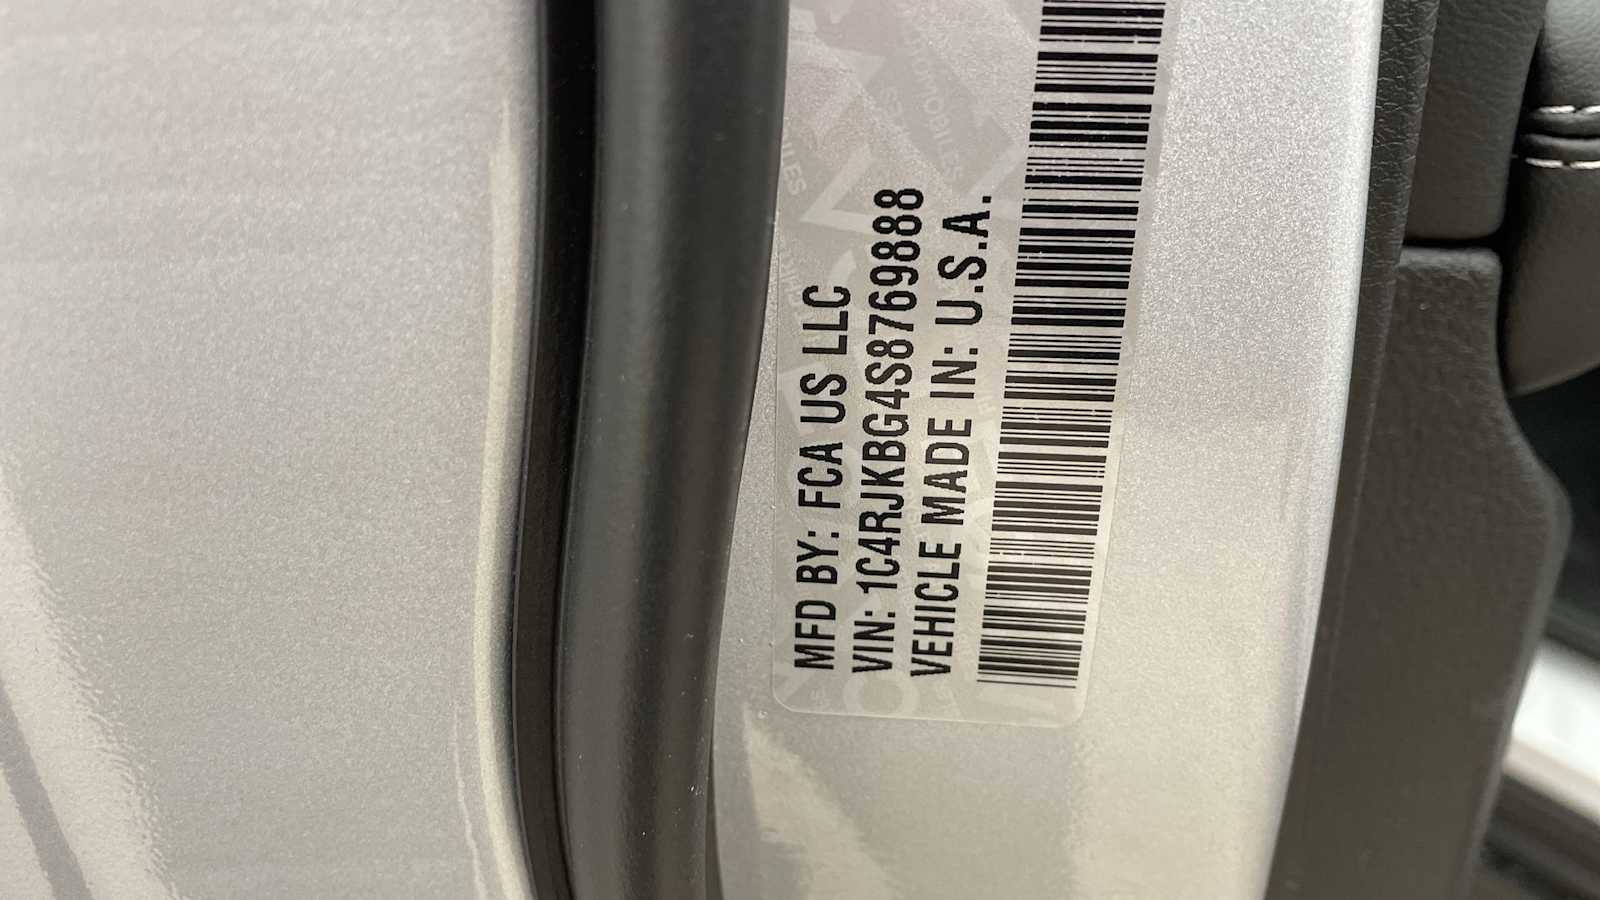 MFD BY: FCA US LLC
VIN: 1C4RJKBG4S8769888
VEHICLE MADE IN: U.S.A.